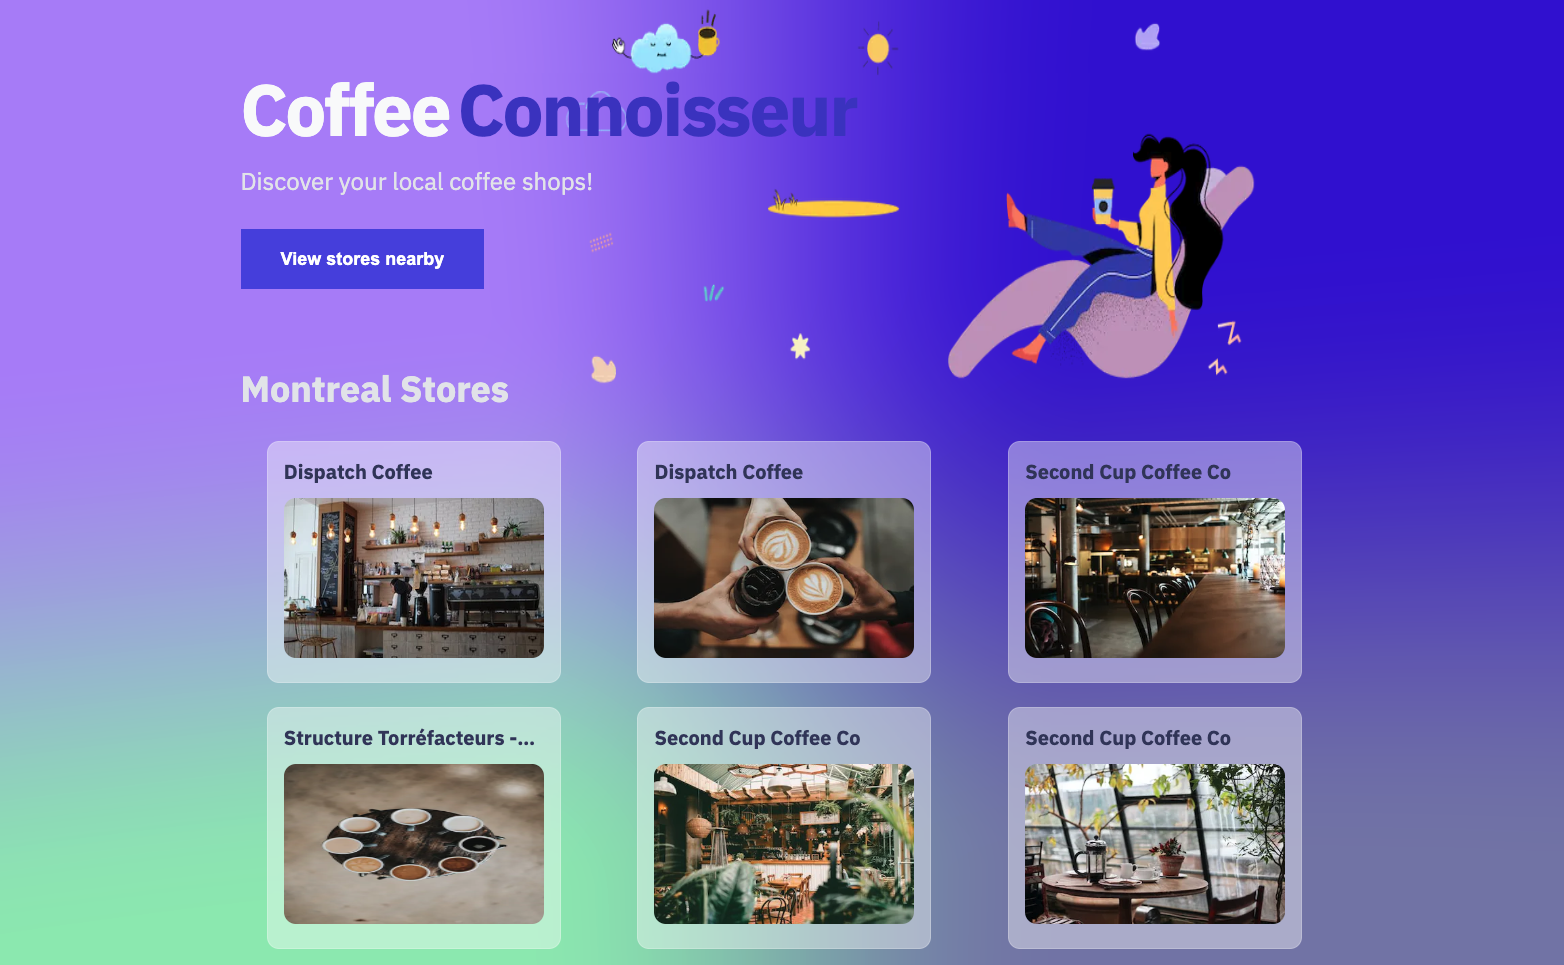 Coffee Connoisseur
Discover your local coffee shops!
View stores nearby
Montreal Stores
Dispatch Coffee
Dispatch Coffee
Second Cup Coffee Co
Structure Torréfacteurs -...
Second Cup Coffee Co
Second Cup Coffee Co